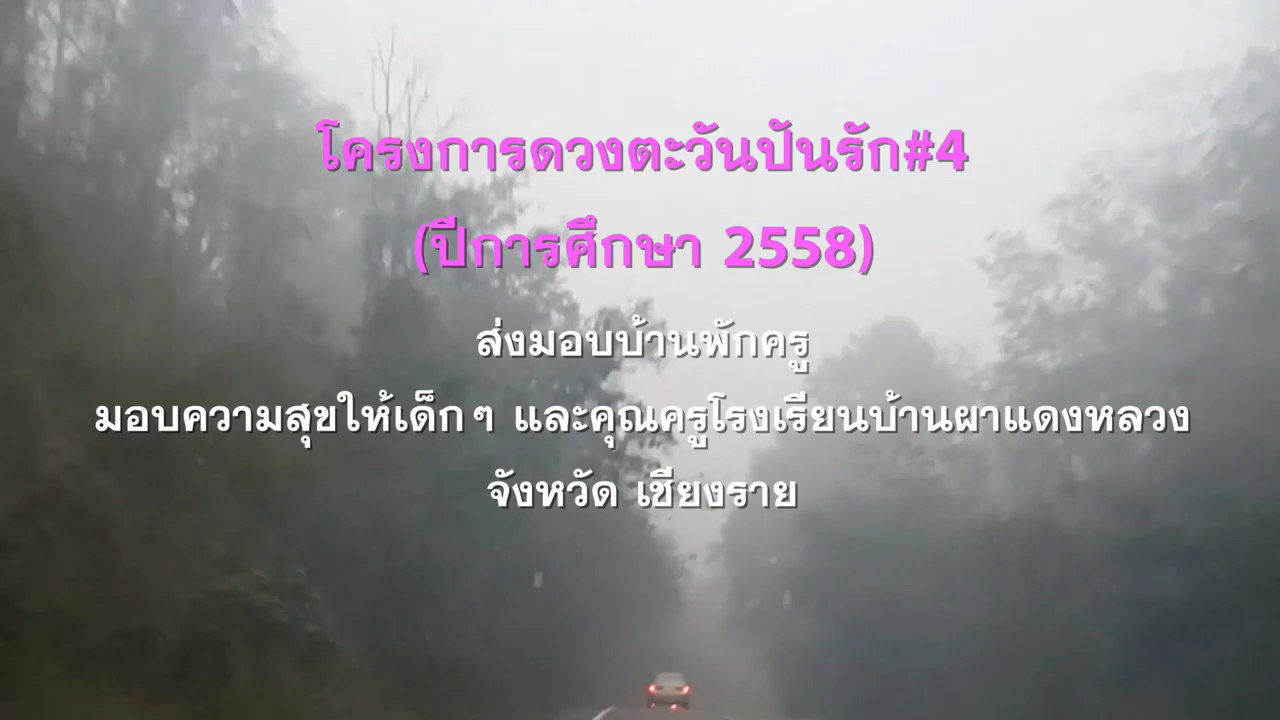 โครงการดวงตะวันปันรัก#4
(ปีการศึกษา 2558)
ส่งมอบบ้านพักครู
มอบความสุขให้เด็กๆ และคุณครูโรงเรียนบ้านผาแดงหลวง
จังหวัด เชียงราย